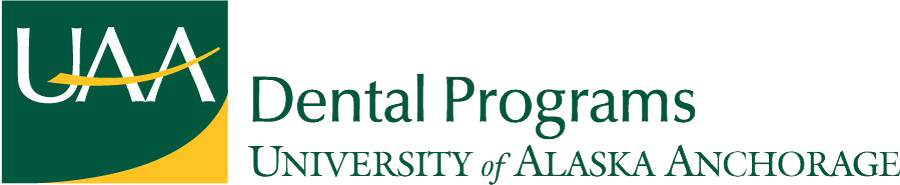 UAA
Dental Programs
UNIVERSITY of ALASKA ANCHORAGE